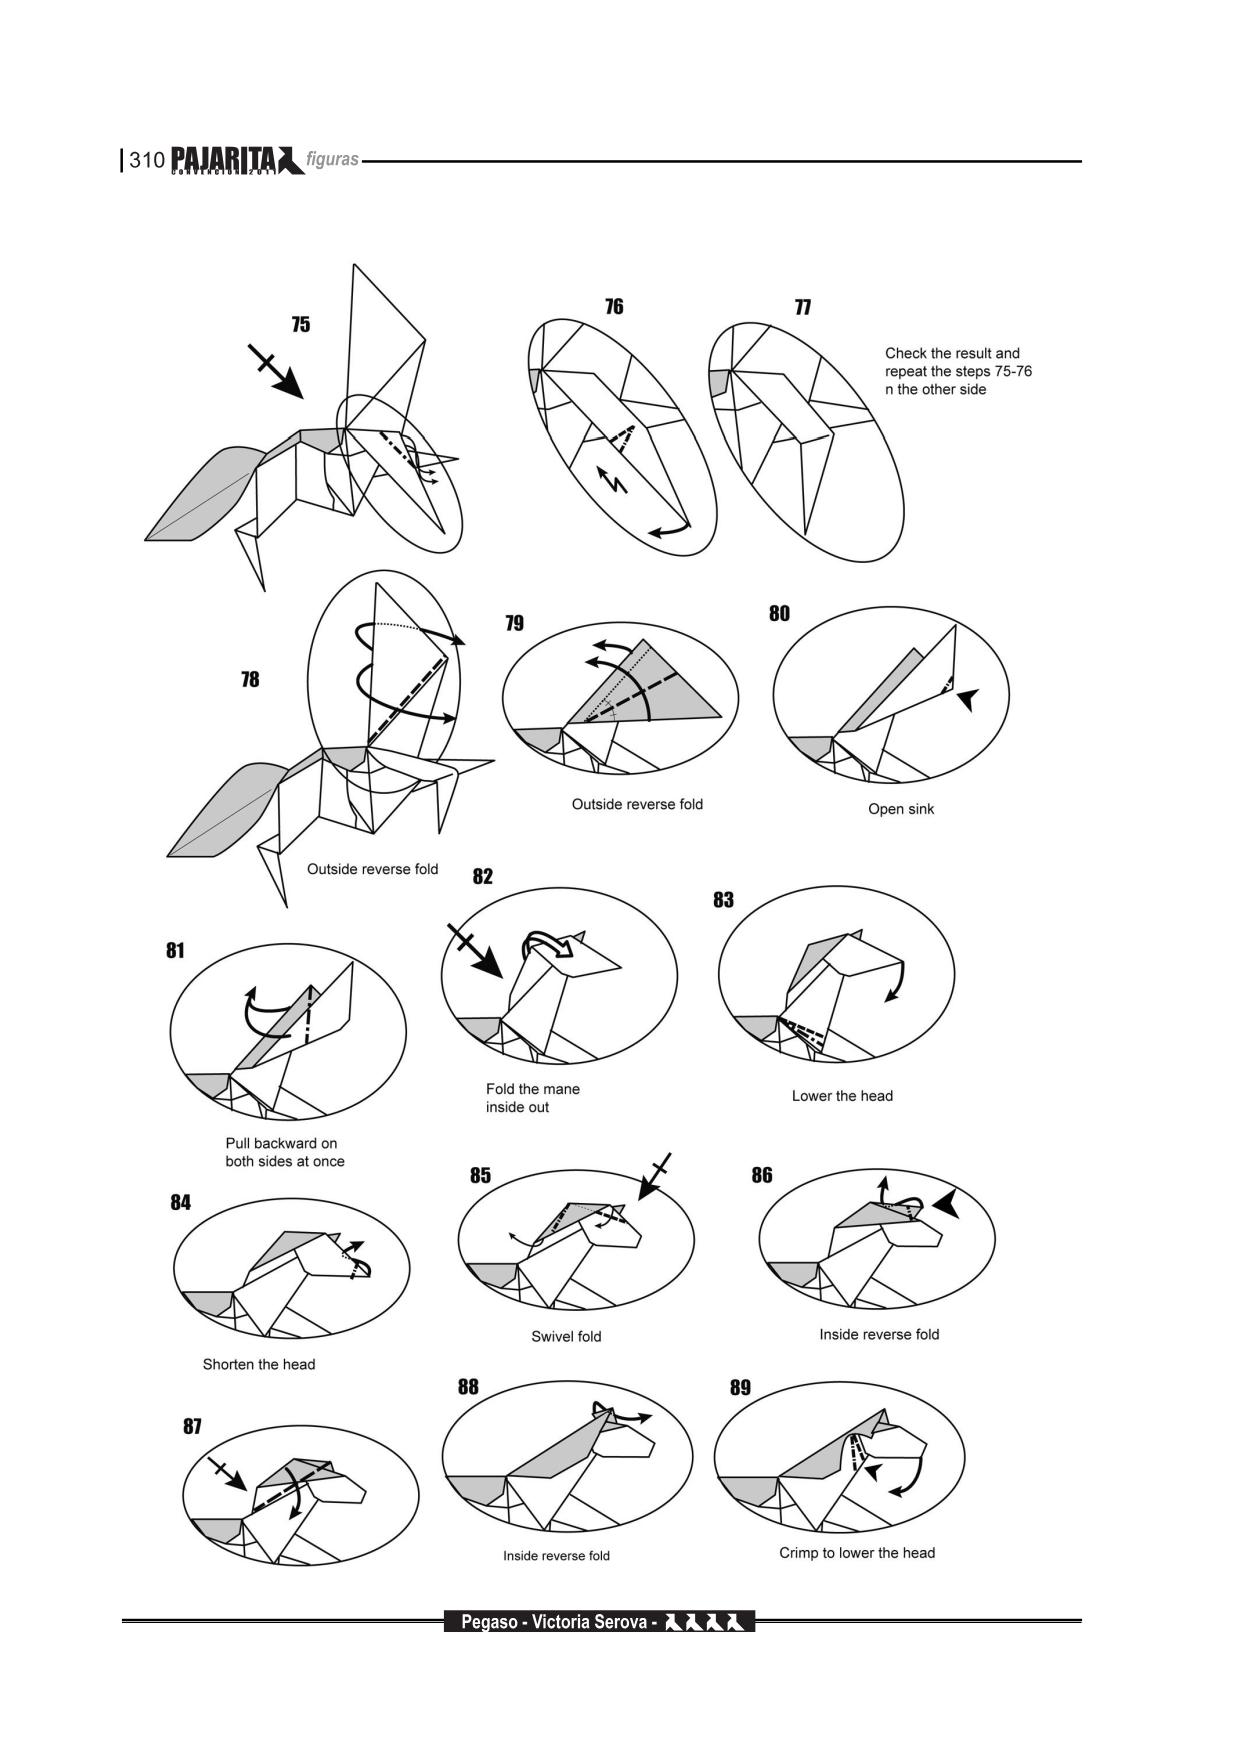 310 PAJARITA figuras
CONVENCIÓN 2011
75
76
77
Check the result and
repeat the steps 75-76
n the other side
78
Outside reverse fold
79
Outside reverse fold
80
Open sink
81
Pull backward on
both sides at once
82
Fold the mane
inside out
83
Lower the head
84
Shorten the head
85
Swivel fold
86
Inside reverse fold
87
88
Inside reverse fold
89
Crimp to lower the head
Pegaso - Victoria Serova -